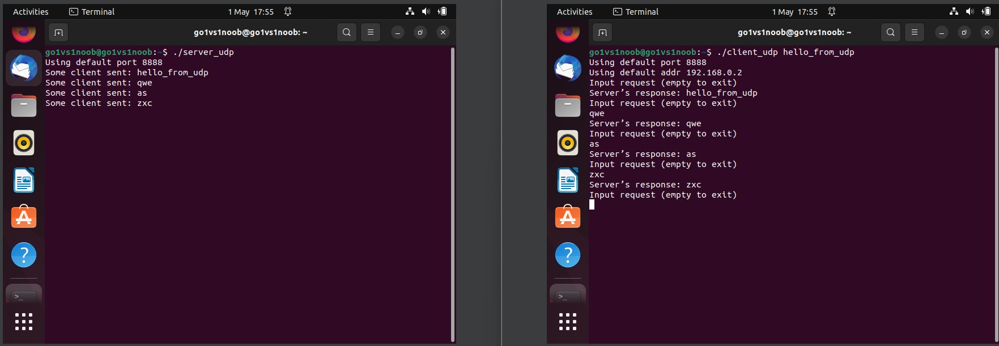 Activities Terminal 1 May 17:55
go1vs1noob@go1vs1noob: ~
go1vs1noob@go1vs1noob:~$ ./server_udp
Using default port 8888
Some client sent: hello_from_udp
Some client sent: qwe
Some client sent: as
Some client sent: zxc
Activities Terminal 1 May 17:55
go1vs1noob@go1vs1noob: ~
go1vs1noob@go1vs1noob:~$ ./client_udp hello_from_udp
Using default port 8888
Using default addr 192.168.0.2
Input request (empty to exit)
Server’s response: hello_from_udp
Input request (empty to exit)
qwe
Server’s response: qwe
Input request (empty to exit)
as
Server’s response: as
Input request (empty to exit)
zxc
Server’s response: zxc
Input request (empty to exit)